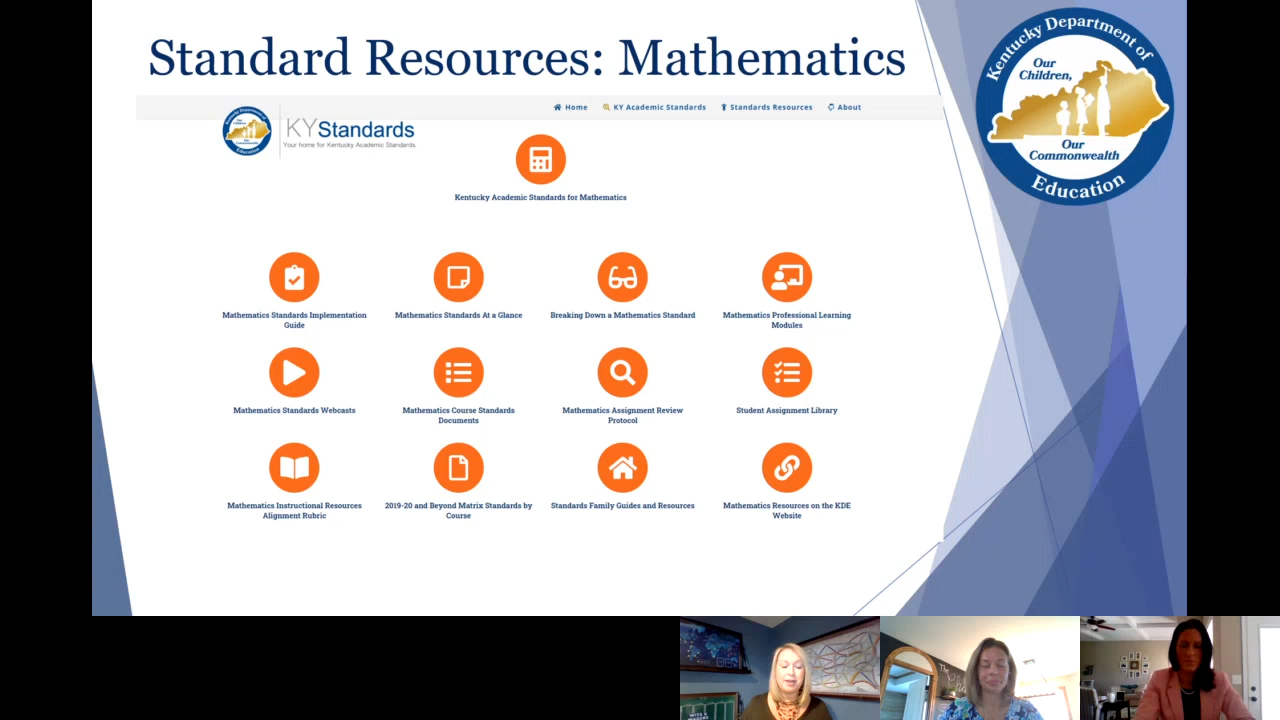 Standard Resources: Mathematics
Kentucky Department of
Education
Our
Children,
Our
Commonwealth
Home
KY Academic Standards
Standards Resources
About
KYStandards
Your home for Kentucky Academic Standards.
Kentucky Academic Standards for Mathematics
Mathematics Standards Implementation
Guide
Mathematics Standards At a Glance
Breaking Down a Mathematics Standard
Mathematics Professional Learning
Modules
Mathematics Standards Webcasts
Mathematics Course Standards
Documents
Mathematics Assignment Review
Protocol
Student Assignment Library
Mathematics Instructional Resources
Alignment Rubric
2019-20 and Beyond Matrix Standards by
Course
Standards Family Guides and Resources
Mathematics Resources on the KDE
Website